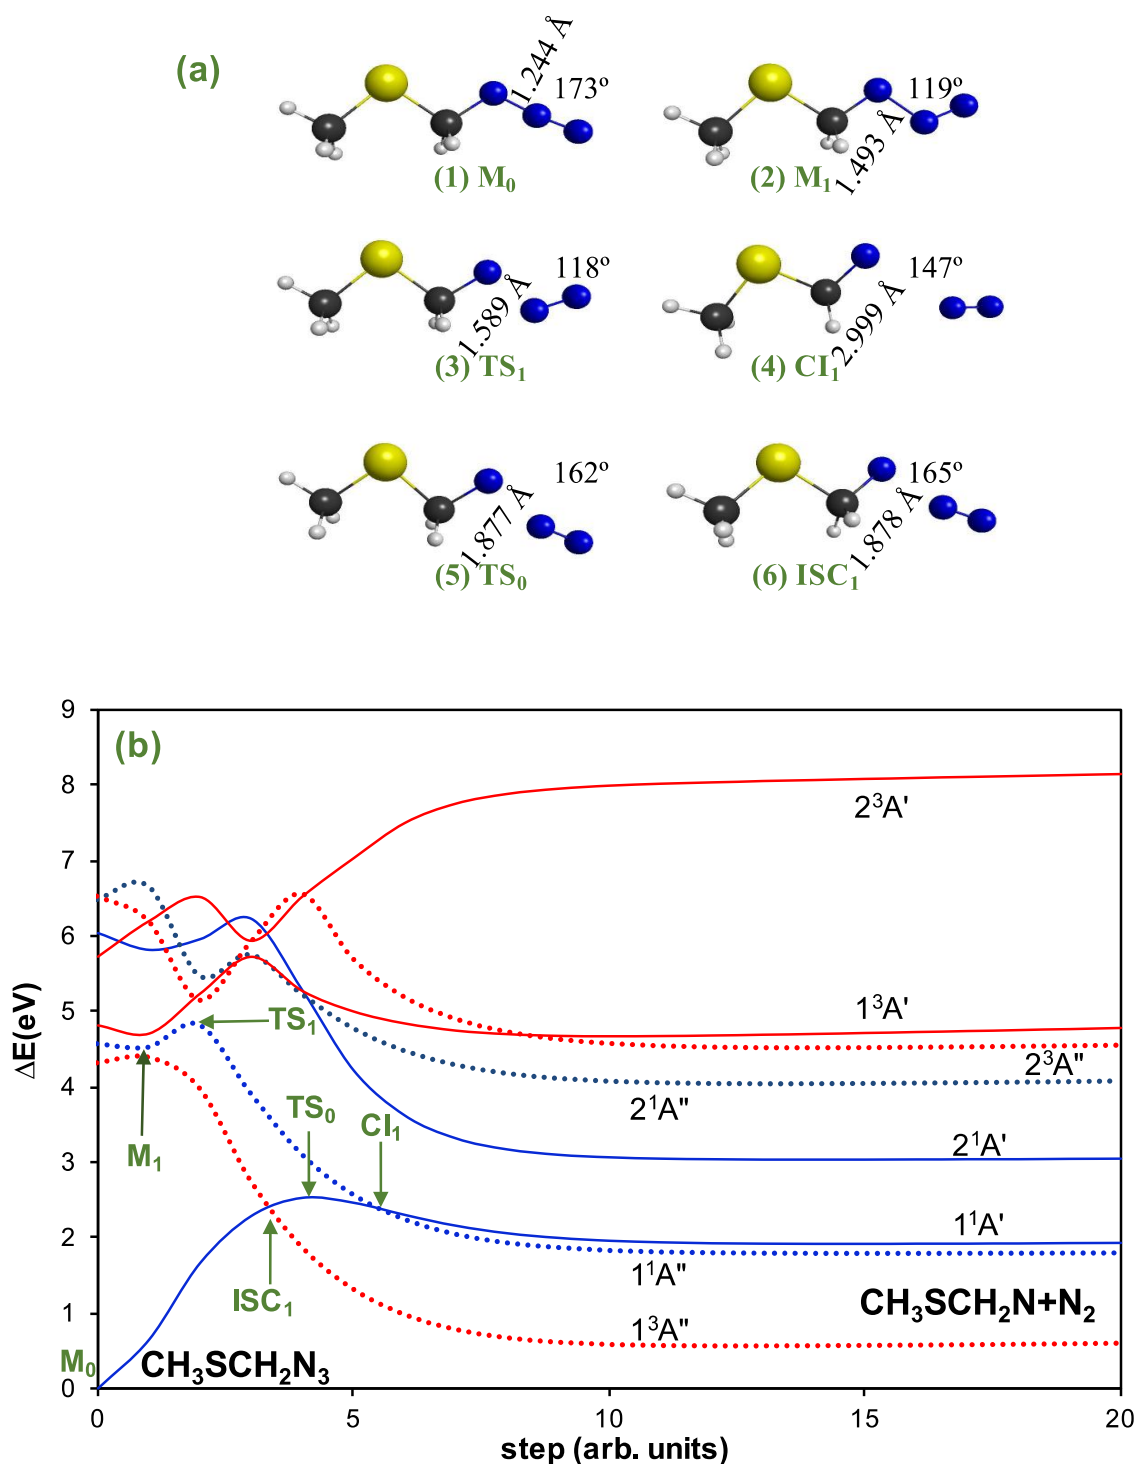 (a)
1.244 Å
173º
(1) M₀
119º
1.493 Å
(2) M₁
118º
1.589 Å
(3) TS₁
147º
2.999 Å
(4) CI₁
162º
1.877 Å
(5) TS₀
165º
1.878 Å
(6) ISC₁
(b)
ΔE(eV)
9
8
7
6
5
4
3
2
1
0
2³A'
1³A'
2³A"
2¹A"
2¹A'
1¹A'
1¹A"
1³A"
TS₁
M₁
TS₀
CI₁
ISC₁
M₀
CH₃SCH₂N₃
CH₃SCH₂N+N₂
0
5
10
15
20
step (arb. units)